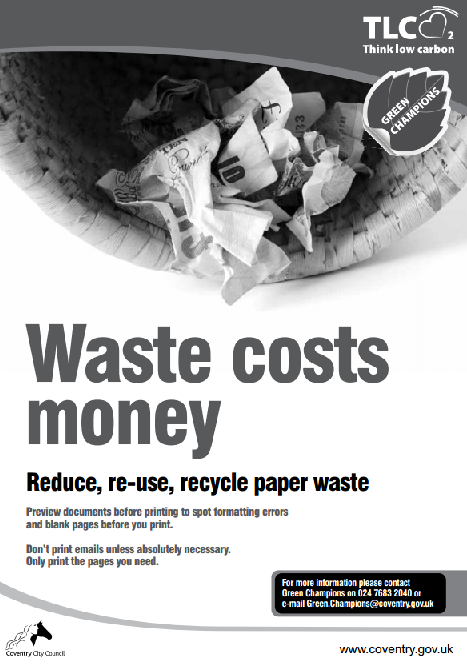 TLC 2
Think low carbon
GREEN
CHAMPIONS
Waste costs
money
Reduce, re-use, recycle paper waste
Preview documents before printing to spot formatting errors
and blank pages before you print.
Don't print emails unless absolutely necessary.
Only print the pages you need.
For more information please contact
Green Champions on 024 7683 2040 or
e-mail Green.Champions@coventry.gov.uk
Coventry City Council
www.coventry.gov.uk